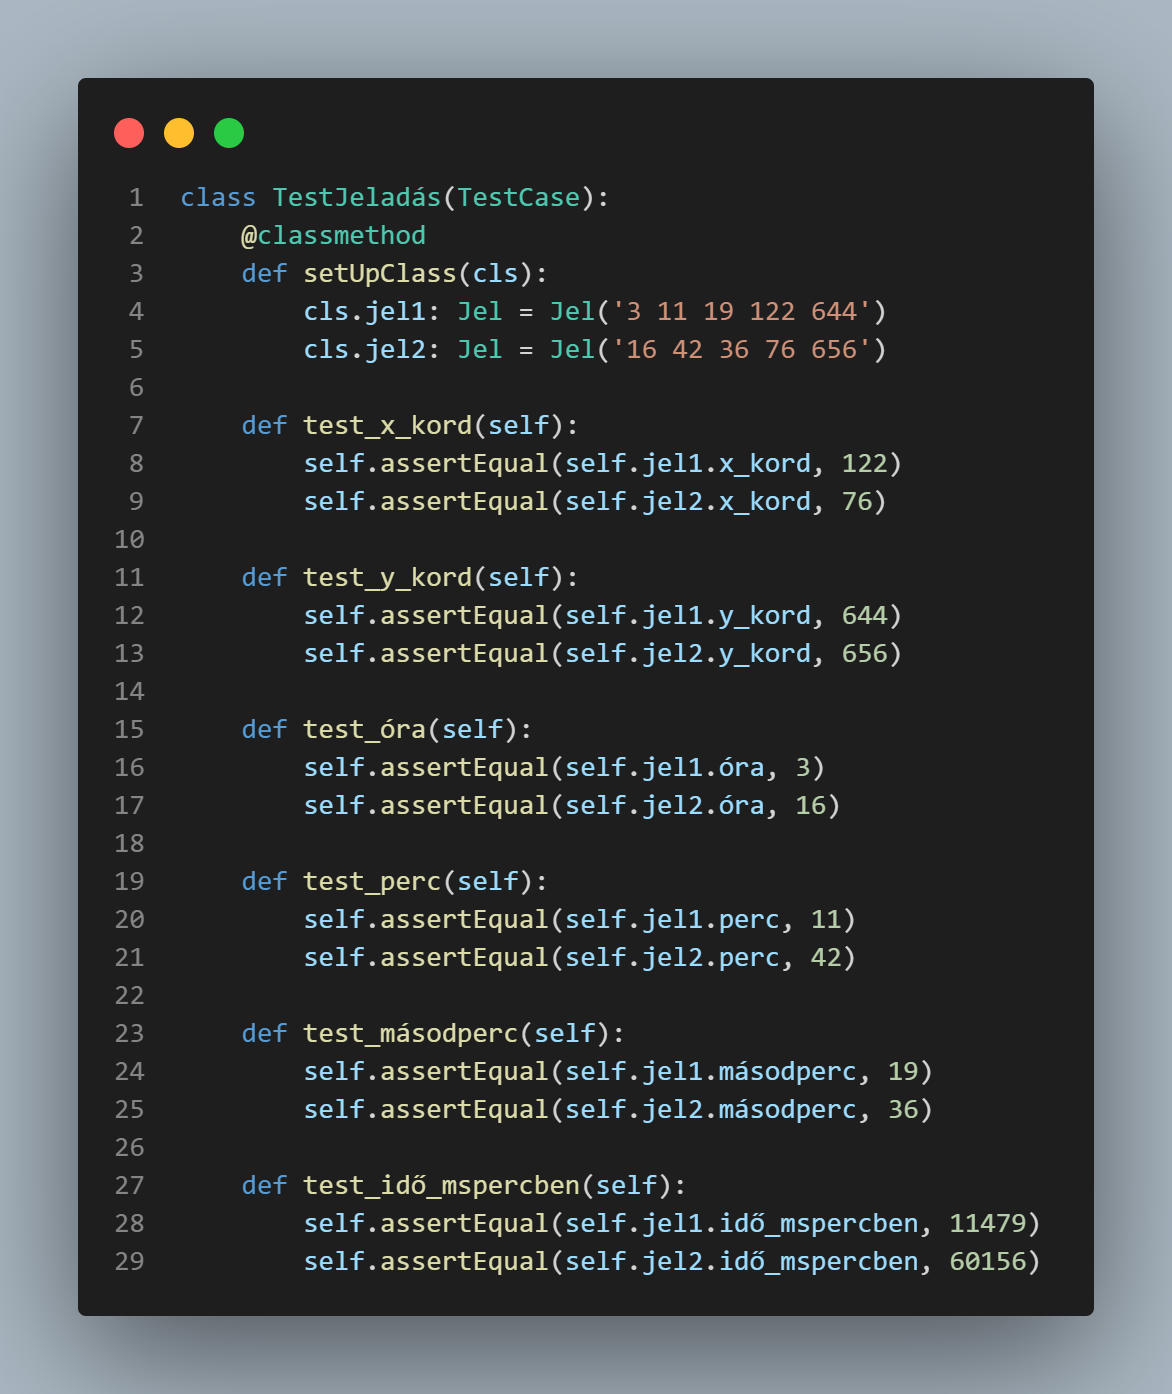 1 class TestJeladás(TestCase):
2     @classmethod
3     def setUpClass(cls):
4         cls.jel1: Jel = Jel('3 11 19 122 644')
5         cls.jel2: Jel = Jel('16 42 36 76 656')
6
7     def test_x_kord(self):
8         self.assertEqual(self.jel1.x_kord, 122)
9         self.assertEqual(self.jel2.x_kord, 76)
10
11     def test_y_kord(self):
12         self.assertEqual(self.jel1.y_kord, 644)
13         self.assertEqual(self.jel2.y_kord, 656)
14
15     def test_óra(self):
16         self.assertEqual(self.jel1.óra, 3)
17         self.assertEqual(self.jel2.óra, 16)
18
19     def test_perc(self):
20         self.assertEqual(self.jel1.perc, 11)
21         self.assertEqual(self.jel2.perc, 42)
22
23     def test_másodperc(self):
24         self.assertEqual(self.jel1.másodperc, 19)
25         self.assertEqual(self.jel2.másodperc, 36)
26
27     def test_idő_mspercben(self):
28         self.assertEqual(self.jel1.idő_mspercben, 11479)
29         self.assertEqual(self.jel2.idő_mspercben, 60156)